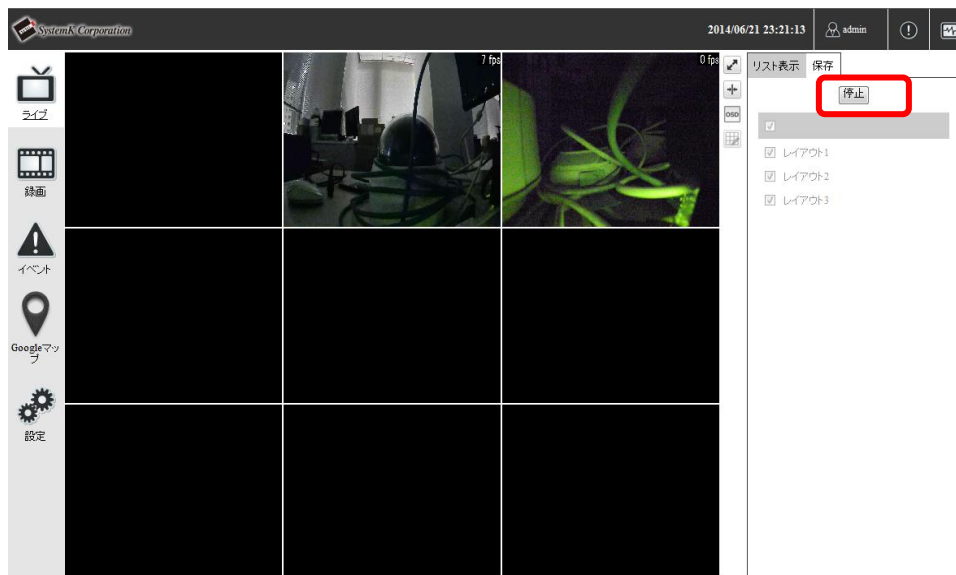 SystemK Corporation
2014/06/21 23:21:13
admin
7 fps
0 fps
リスト表示 保存
停止
OSD
レイアウト1
レイアウト2
レイアウト3
ライブ
録画
イベント
Googleマッ
プ
設定